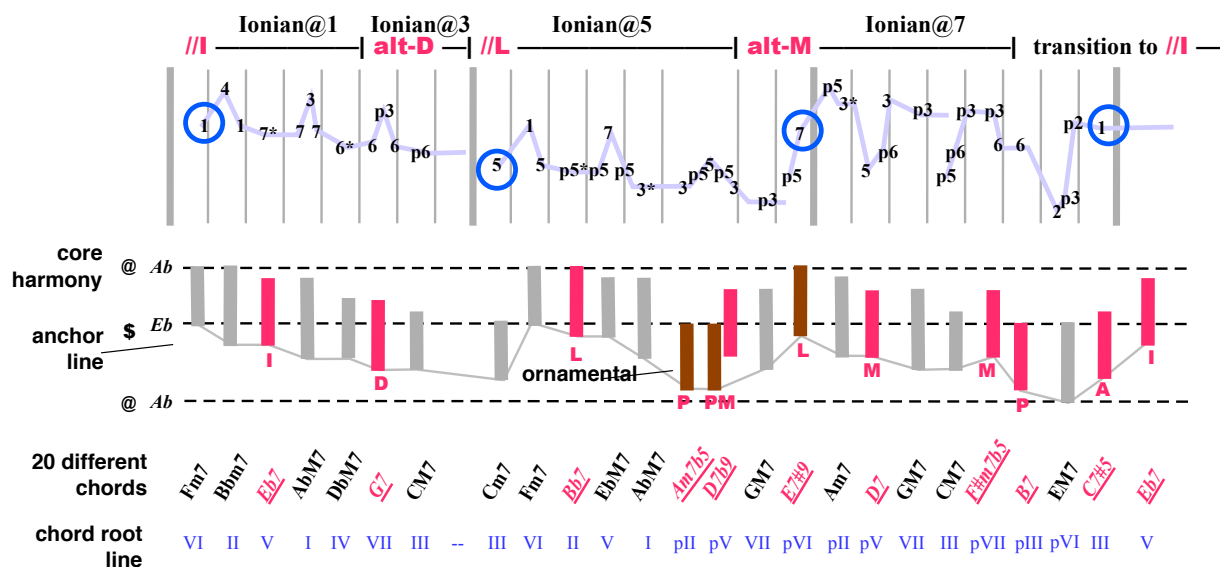 Ionian@1 Ionian@3 Ionian@5 Ionian@7
//I alt-D //L alt-M transition to //I
1 4 1 7* 7 3 7 6* 6 p3 6 p6 5 1 5 p5* p5 7 p5 3* 3 p5 5 p5 3 p3 p5 7 p5 3* 5 p6 3 p3 p5 p6 p3 p3 6 6 2 p3 p2 1
core
harmony
@ Ab
anchor
line
$ Eb
@ Ab
ornamental
I D L P P M L M M P A I
20 different
chords
Fm7 Bbm7 Eb7 AbM7 DbM7 G7 CM7 Cm7 Fm7 Bb7 EbM7 AbM7 Am7b5 D7b9 GM7 E7#9 Am7 D7 GM7 CM7 F#m7b5 B7 EM7 C7#5 Eb7
chord root
line
VI II V I IV VII III -- III VI II V I pII pV VII pVI pII pV VII III pVII pIII pVI III V